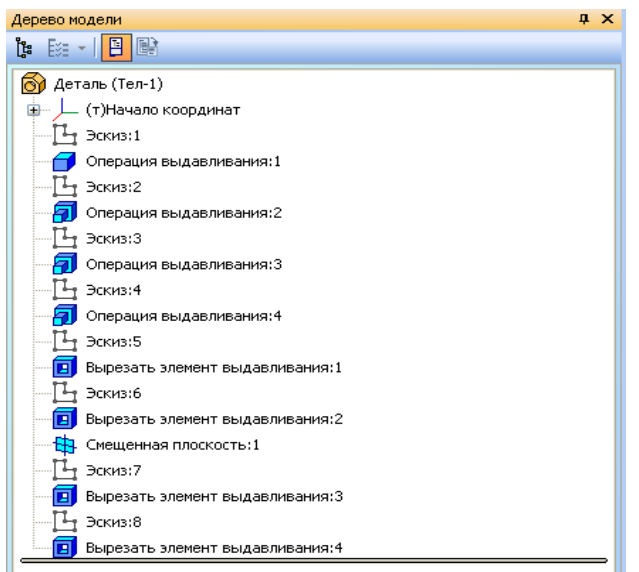 Дерево модели
Деталь (Тел-1)
(т)Начало координат
Эскиз:1
Операция выдавливания:1
Эскиз:2
Операция выдавливания:2
Эскиз:3
Операция выдавливания:3
Эскиз:4
Операция выдавливания:4
Эскиз:5
Вырезать элемент выдавливания:1
Эскиз:6
Вырезать элемент выдавливания:2
Смещенная плоскость:1
Эскиз:7
Вырезать элемент выдавливания:3
Эскиз:8
Вырезать элемент выдавливания:4